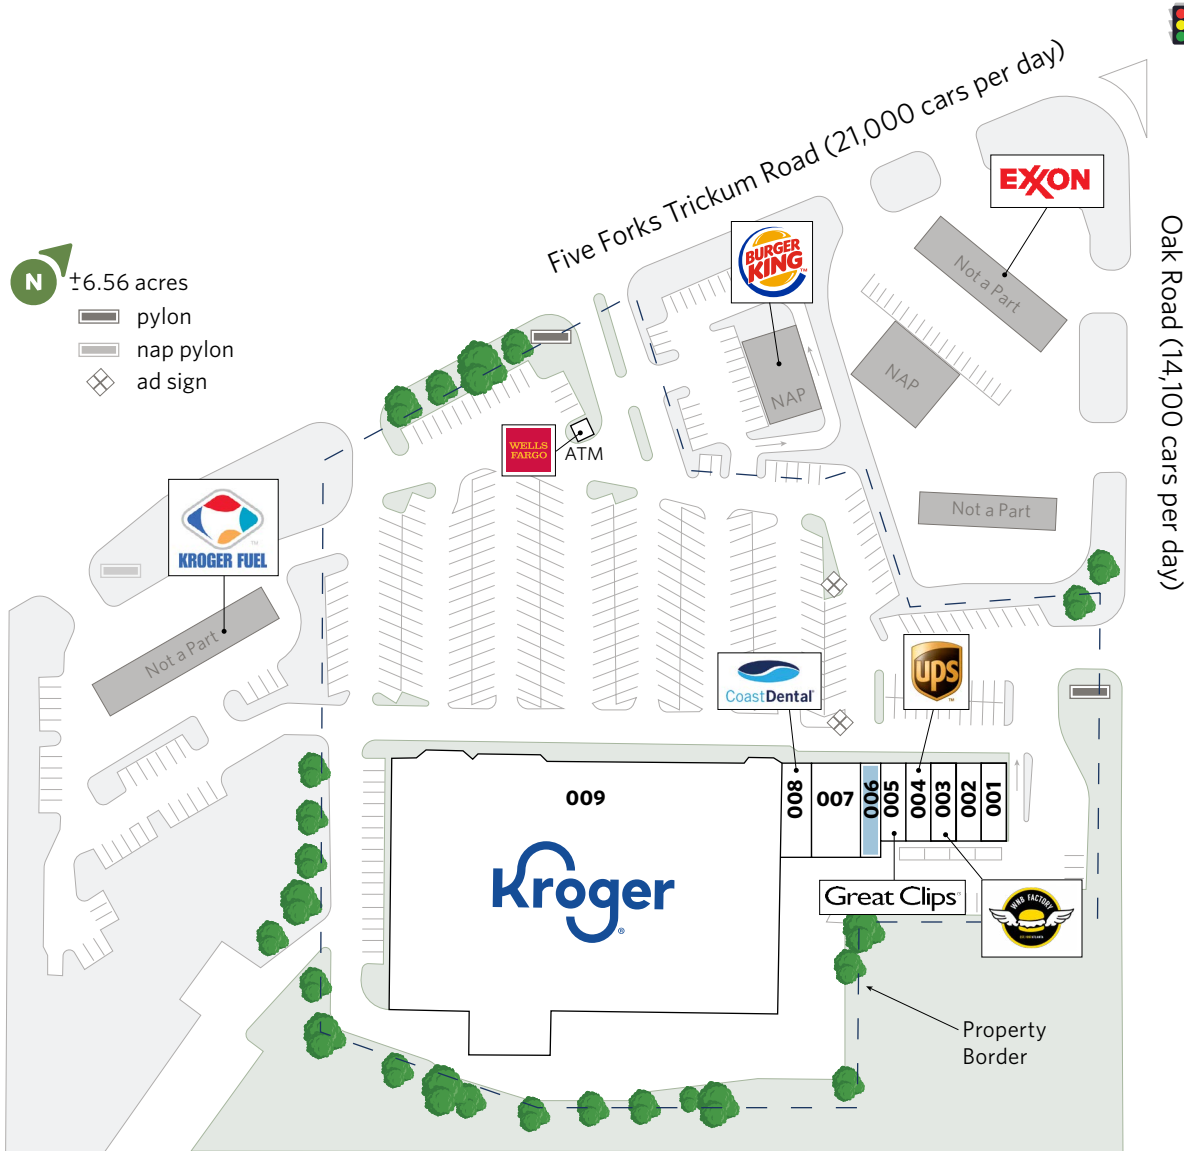 Five Forks Trickum Road (21,000 cars per day)
EXXON
Oak Road (14,100 cars per day)
BURGER
KING
™
N
±6.56 acres
pylon
nap pylon
ad sign
Not a Part
NAP
NAP
WELLS
FARGO
ATM
Not a Part
KROGER FUEL
Not a Part
CoastDental
ups
009
008
007
006
005
004
003
002
001
Kroger
Great Clips
WNB FACTORY
Property
Border